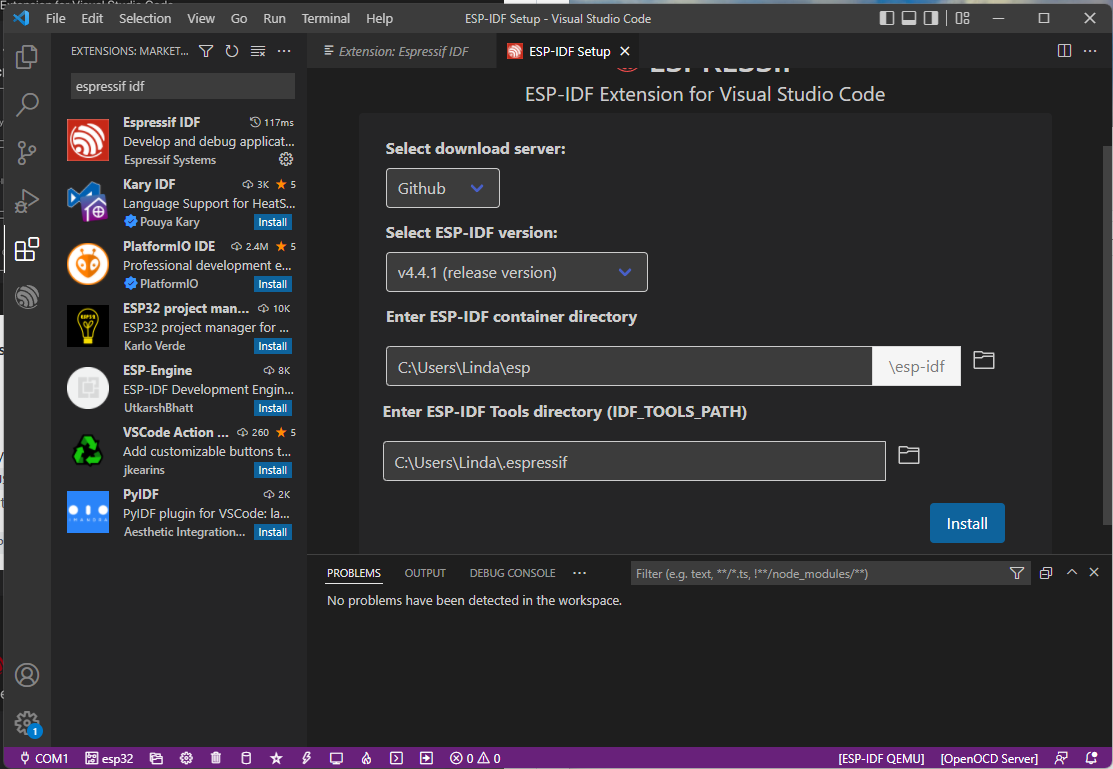 File Edit Selection View Go Run Terminal Help
ESP-IDF Setup - Visual Studio Code
EXTENSIONS: MARKET...
Extension: Espressif IDF
ESP-IDF Setup
espressif idf
Espressif IDF 117ms
Develop and debug applicat...
Espressif Systems
Kary IDF 3K 5
Language Support for HeatS...
Pouya Kary Install
PlatformIO IDE 2.4M 5
Professional development e...
PlatformIO Install
ESP32 project man... 10K
ESP32 project manager for ...
Karlo Verde Install
ESP-Engine 8K
ESP-IDF Development Engin...
UtkarshBhatt Install
VSCode Action ... 260 5
Add customizable buttons t...
jkearins Install
PyIDF 2K
PyIDF plugin for VSCode: la...
Aesthetic Integration... Install
ESPRESSIF
ESP-IDF Extension for Visual Studio Code
Select download server:
Github
Select ESP-IDF version:
v4.4.1 (release version)
Enter ESP-IDF container directory
C:\Users\Linda\esp \esp-idf
Enter ESP-IDF Tools directory (IDF_TOOLS_PATH)
C:\Users\Linda\.espressif
Install
PROBLEMS OUTPUT DEBUG CONSOLE ...
Filter (e.g. text, **/*.ts, !**/node_modules/**)
No problems have been detected in the workspace.
1
COM1 esp32 0 0 [ESP-IDF QEMU] [OpenOCD Server]